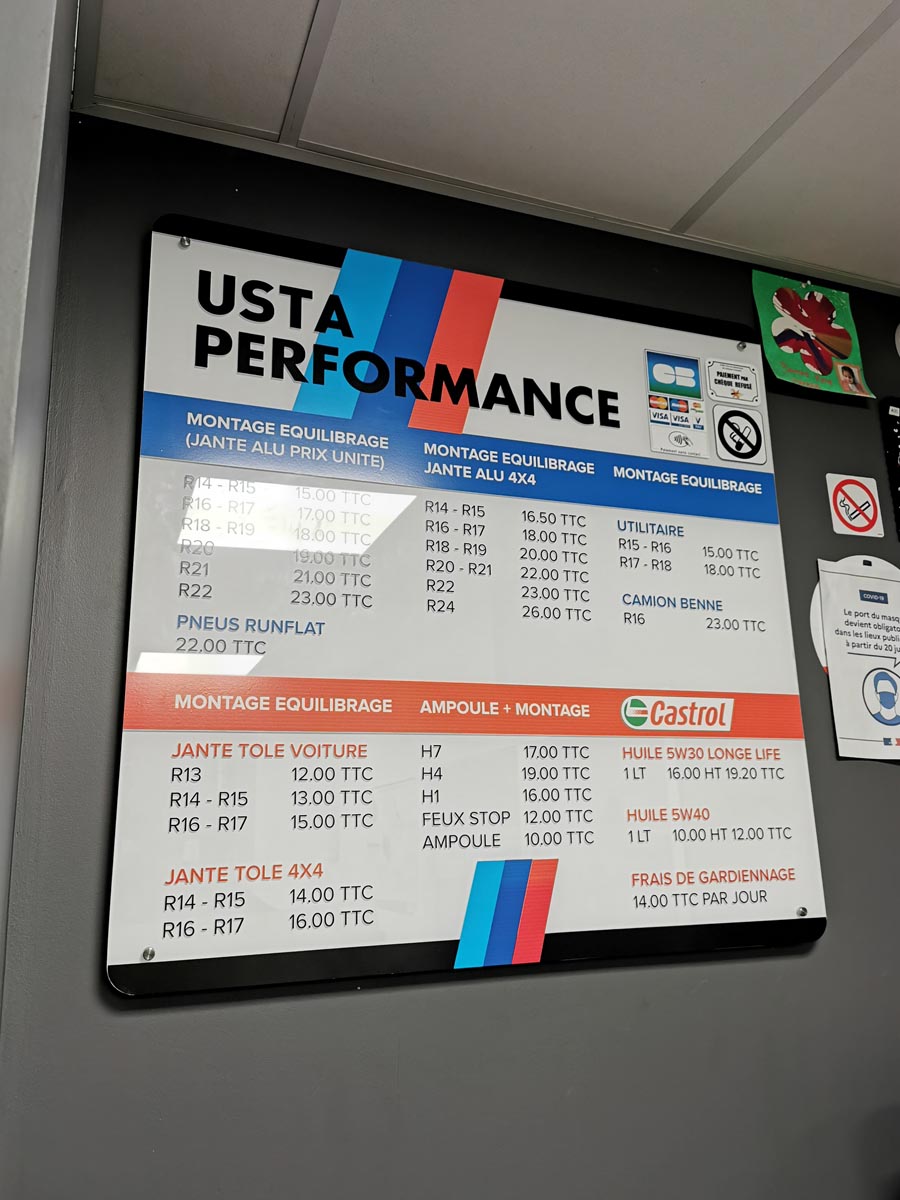 USTA
PERFORMANCE
CB
PAIEMENT PAR
CHÈQUE REFUSÉ
VISA VISA V
Paiement sans contact
MONTAGE EQUILIBRAGE
(JANTE ALU PRIX UNITE)
R14 - R15 15.00 TTC
R16 - R17 17.00 TTC
R18 - R19 18.00 TTC
R20 19.00 TTC
R21 21.00 TTC
R22 23.00 TTC
PNEUS RUNFLAT
22.00 TTC
MONTAGE EQUILIBRAGE
JANTE ALU 4X4
R14 - R15 16.50 TTC
R16 - R17 18.00 TTC
R18 - R19 20.00 TTC
R20 - R21 22.00 TTC
R22 23.00 TTC
R24 26.00 TTC
MONTAGE EQUILIBRAGE
UTILITAIRE
R15 - R16 15.00 TTC
R17 - R18 18.00 TTC
CAMION BENNE
R16 23.00 TTC
MONTAGE EQUILIBRAGE
JANTE TOLE VOITURE
R13 12.00 TTC
R14 - R15 13.00 TTC
R16 - R17 15.00 TTC
JANTE TOLE 4X4
R14 - R15 14.00 TTC
R16 - R17 16.00 TTC
AMPOULE + MONTAGE
H7 17.00 TTC
H4 19.00 TTC
H1 16.00 TTC
FEUX STOP 12.00 TTC
AMPOULE 10.00 TTC
Castrol
HUILE 5W30 LONGE LIFE
1 LT 16.00 HT 19.20 TTC
HUILE 5W40
1 LT 10.00 HT 12.00 TTC
FRAIS DE GARDIENNAGE
14.00 TTC PAR JOUR
COVID-19
Le port du masq
devient obligato
dans les lieux publi
à partir du 20 ju